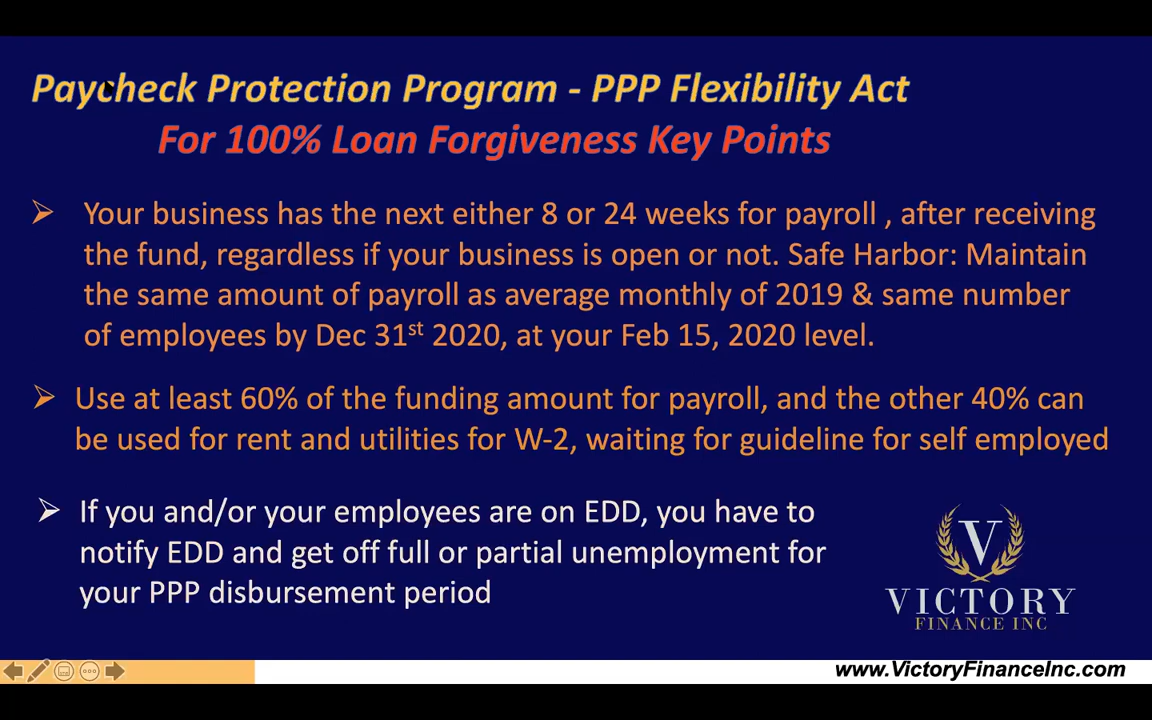 Paycheck Protection Program - PPP Flexibility Act
For 100% Loan Forgiveness Key Points
➢ Your business has the next either 8 or 24 weeks for payroll , after receiving
the fund, regardless if your business is open or not. Safe Harbor: Maintain
the same amount of payroll as average monthly of 2019 & same number
of employees by Dec 31st 2020, at your Feb 15, 2020 level.
➢ Use at least 60% of the funding amount for payroll, and the other 40% can
be used for rent and utilities for W-2, waiting for guideline for self employed
➢ If you and/or your employees are on EDD, you have to
notify EDD and get off full or partial unemployment for
your PPP disbursement period
V
VICTORY
FINANCE INC
www.VictoryFinanceInc.com